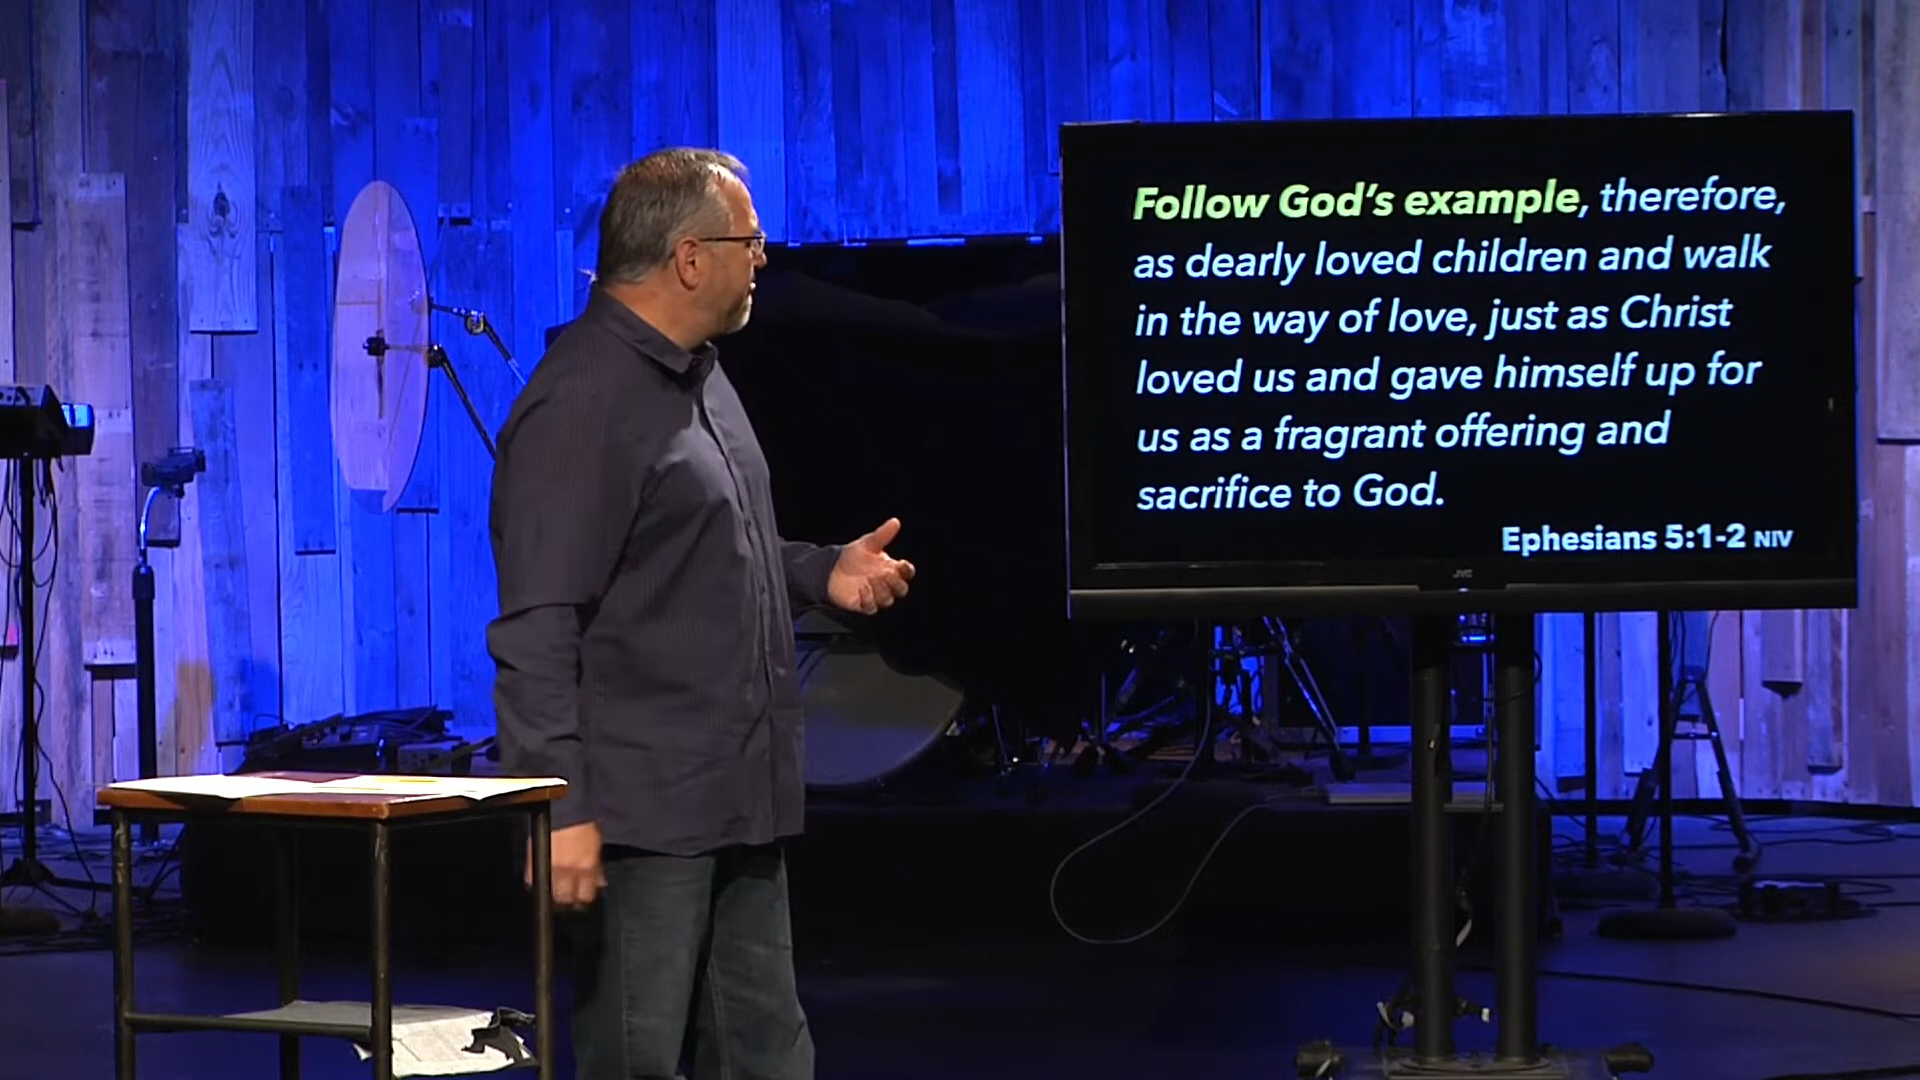 Follow God's example, therefore,
as dearly loved children and walk
in the way of love, just as Christ
loved us and gave himself up for
us as a fragrant offering and
sacrifice to God.
Ephesians 5:1-2 NIV
JVC